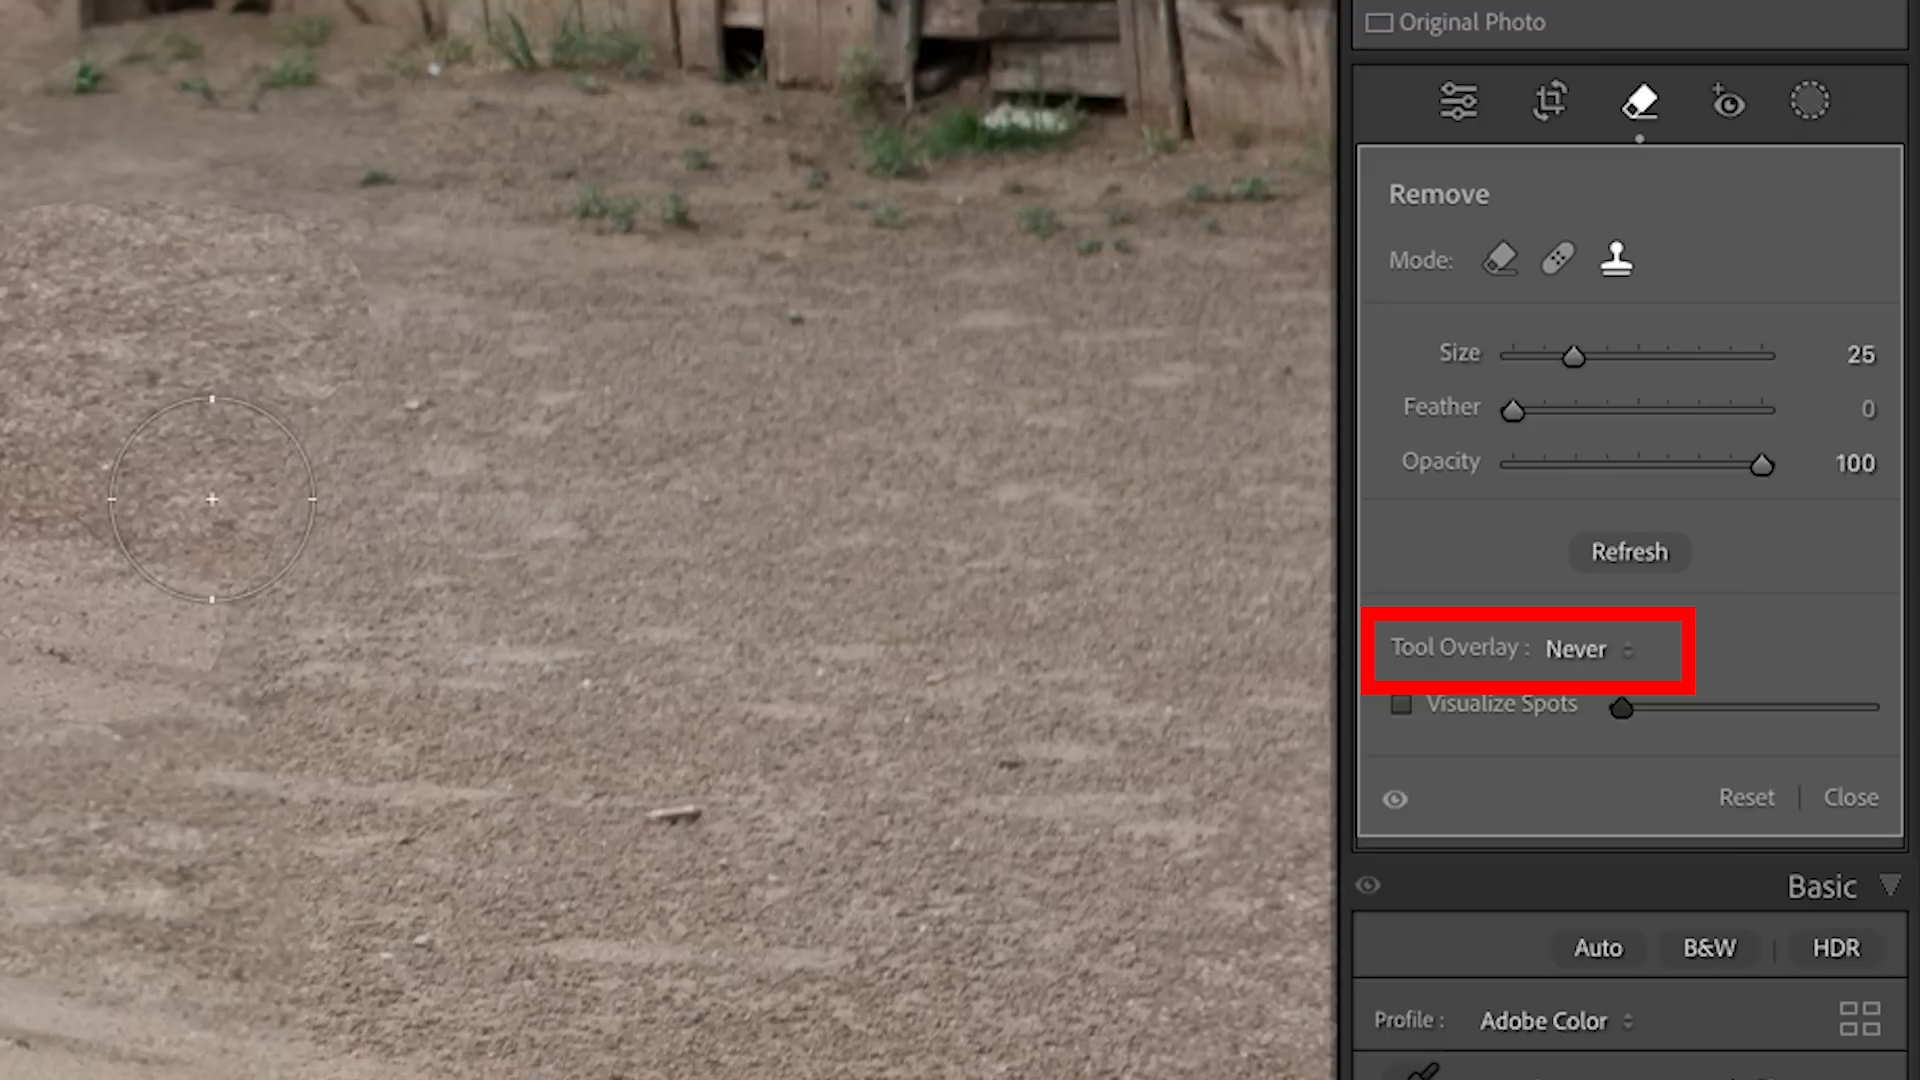 Original Photo
Remove
Mode:
Size 25
Feather 0
Opacity 100
Refresh
Tool Overlay : Never
Visualize Spots
Reset | Close
Basic
Auto B&W | HDR
Profile : Adobe Color